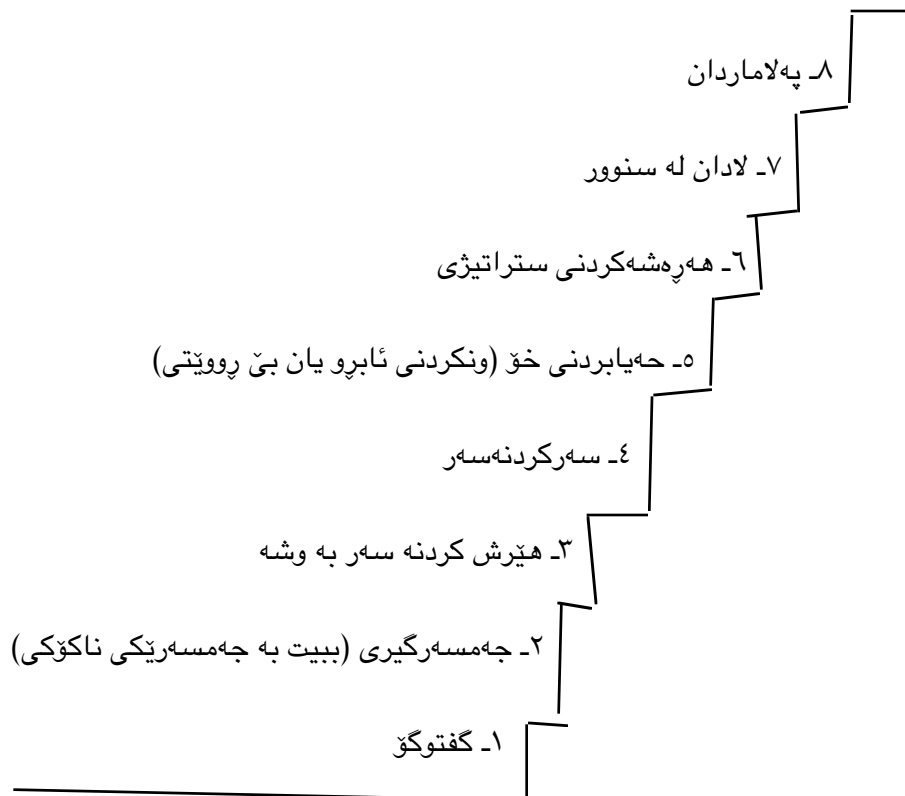 ٨ـ پەلاماردان
٧ـ لادان لە سنوور
٦ـ هەڕەشەکردنی ستراتیژی
٥ـ حەیابردنی خۆ (ونکردنی ئابڕو یان بێ ڕووێتی)
٤ـ سەرکردنەسەر
٣ـ هێرش کردنە سەر بە وشە
٢ـ جەمسەرگیری (ببیت بە جەمسەرێکی ناکۆکی)
١ـ گفتوگۆ